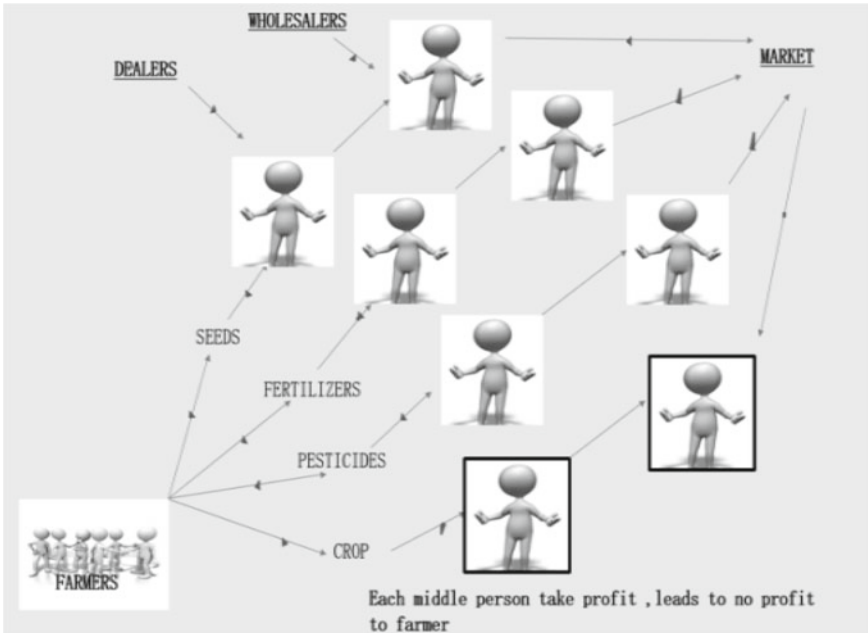 WHOLESALERS
DEALERS
MARKET
SEEDS
FERTILIZERS
PESTICIDES
CROP
FARMERS
Each middle person take profit ,leads to no profit
to farmer